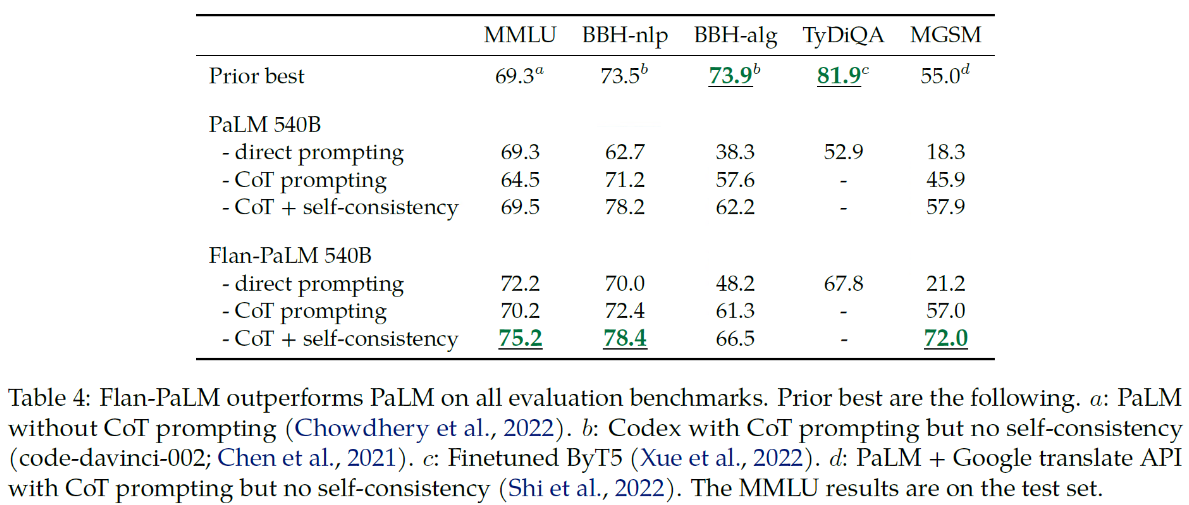 MMLU BBH-nlp BBH-alg TyDiQA MGSM
Prior best 69.3a 73.5b 73.9b 81.9c 55.0d
PaLM 540B
- direct prompting 69.3 62.7 38.3 52.9 18.3
- CoT prompting 64.5 71.2 57.6 - 45.9
- CoT + self-consistency 69.5 78.2 62.2 - 57.9
Flan-PaLM 540B
- direct prompting 72.2 70.0 48.2 67.8 21.2
- CoT prompting 70.2 72.4 61.3 - 57.0
- CoT + self-consistency 75.2 78.4 66.5 - 72.0
Table 4: Flan-PaLM outperforms PaLM on all evaluation benchmarks. Prior best are the following. a: PaLM
without CoT prompting (Chowdhery et al., 2022). b: Codex with CoT prompting but no self-consistency
(code-davinci-002; Chen et al., 2021). c: Finetuned ByT5 (Xue et al., 2022). d: PaLM + Google translate API
with CoT prompting but no self-consistency (Shi et al., 2022). The MMLU results are on the test set.